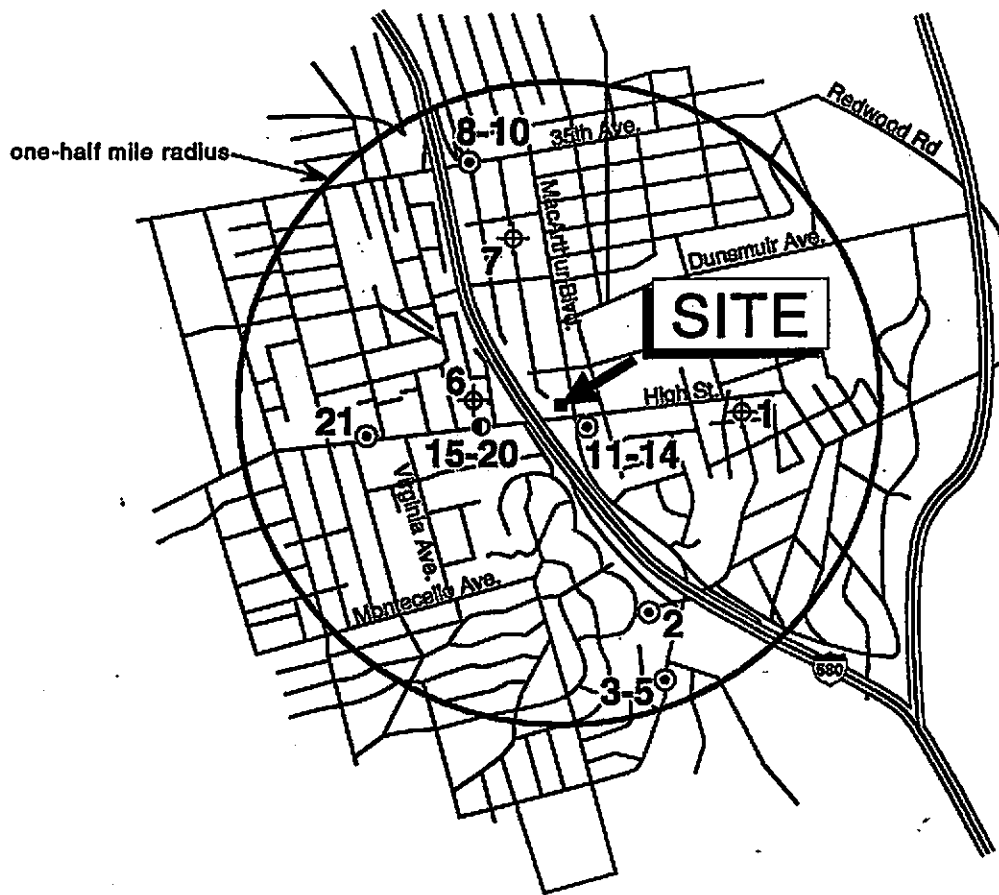 Redwood Rd
8-10
35th Ave.
one-half mile radius
MacArthur Blvd.
7
Dunsmuir Ave.
SITE
6
High St.
1
21
15-20
11-14
Virginia Ave.
Montecello Ave.
2
580
3-5